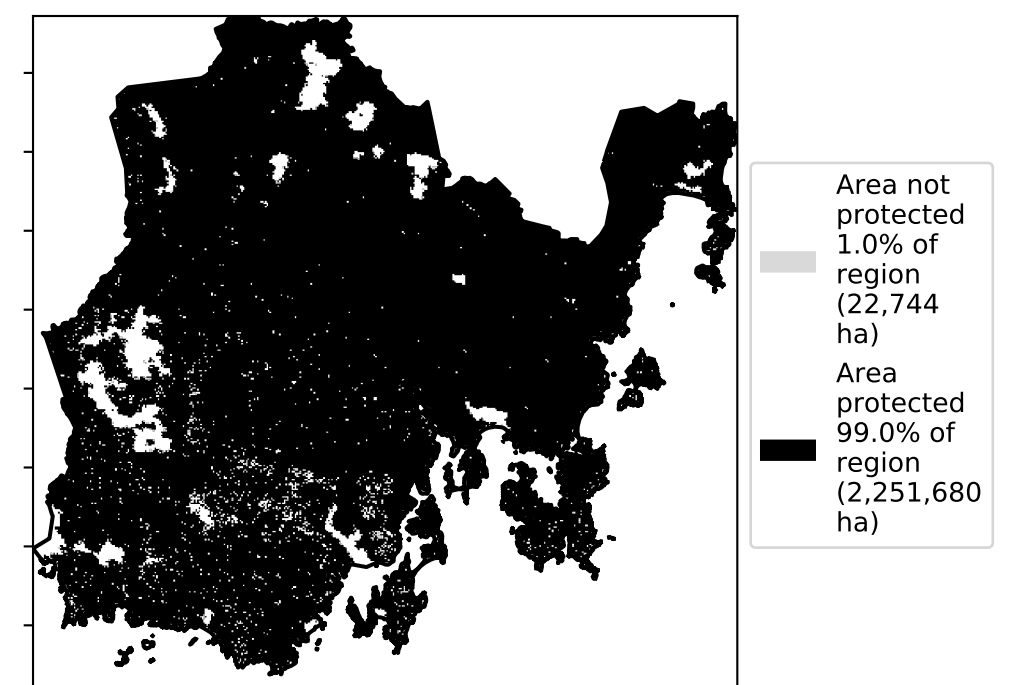 Area not
protected
1.0% of
region
(22,744
ha)
Area
protected
99.0% of
region
(2,251,680
ha)